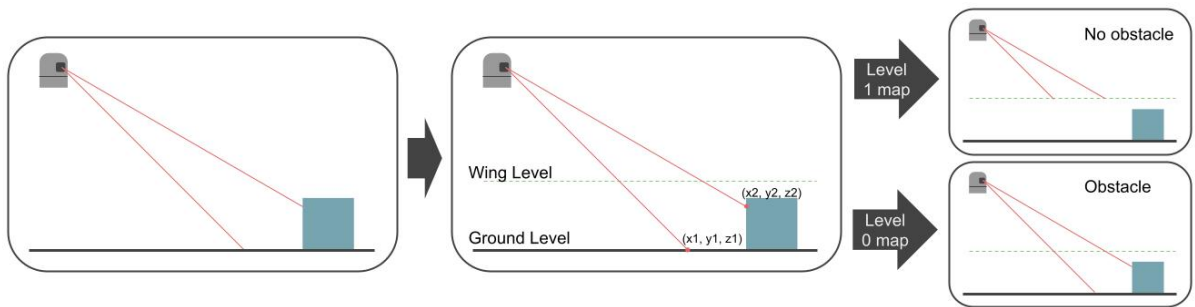 Wing Level
(x2, y2, z2)
Ground Level
(x1, y1, z1)
Level
1 map
No obstacle
Level
0 map
Obstacle